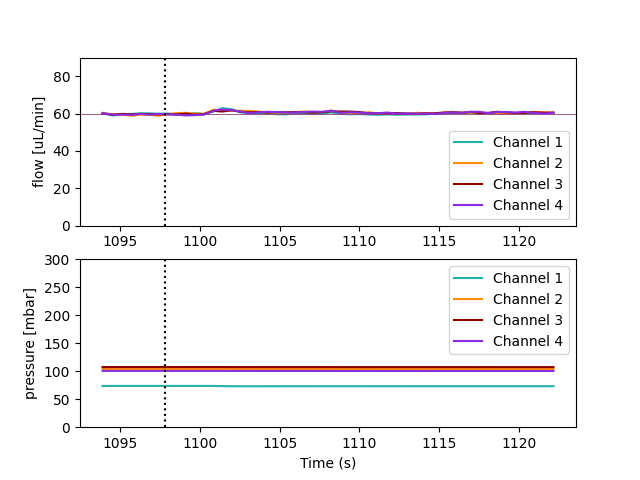 flow [uL/min]
80
60
40
20
0
Channel 1
Channel 2
Channel 3
Channel 4
1095 1100 1105 1110 1115 1120
pressure [mbar]
300
250
200
150
100
50
0
Channel 1
Channel 2
Channel 3
Channel 4
1095 1100 1105 1110 1115 1120
Time (s)